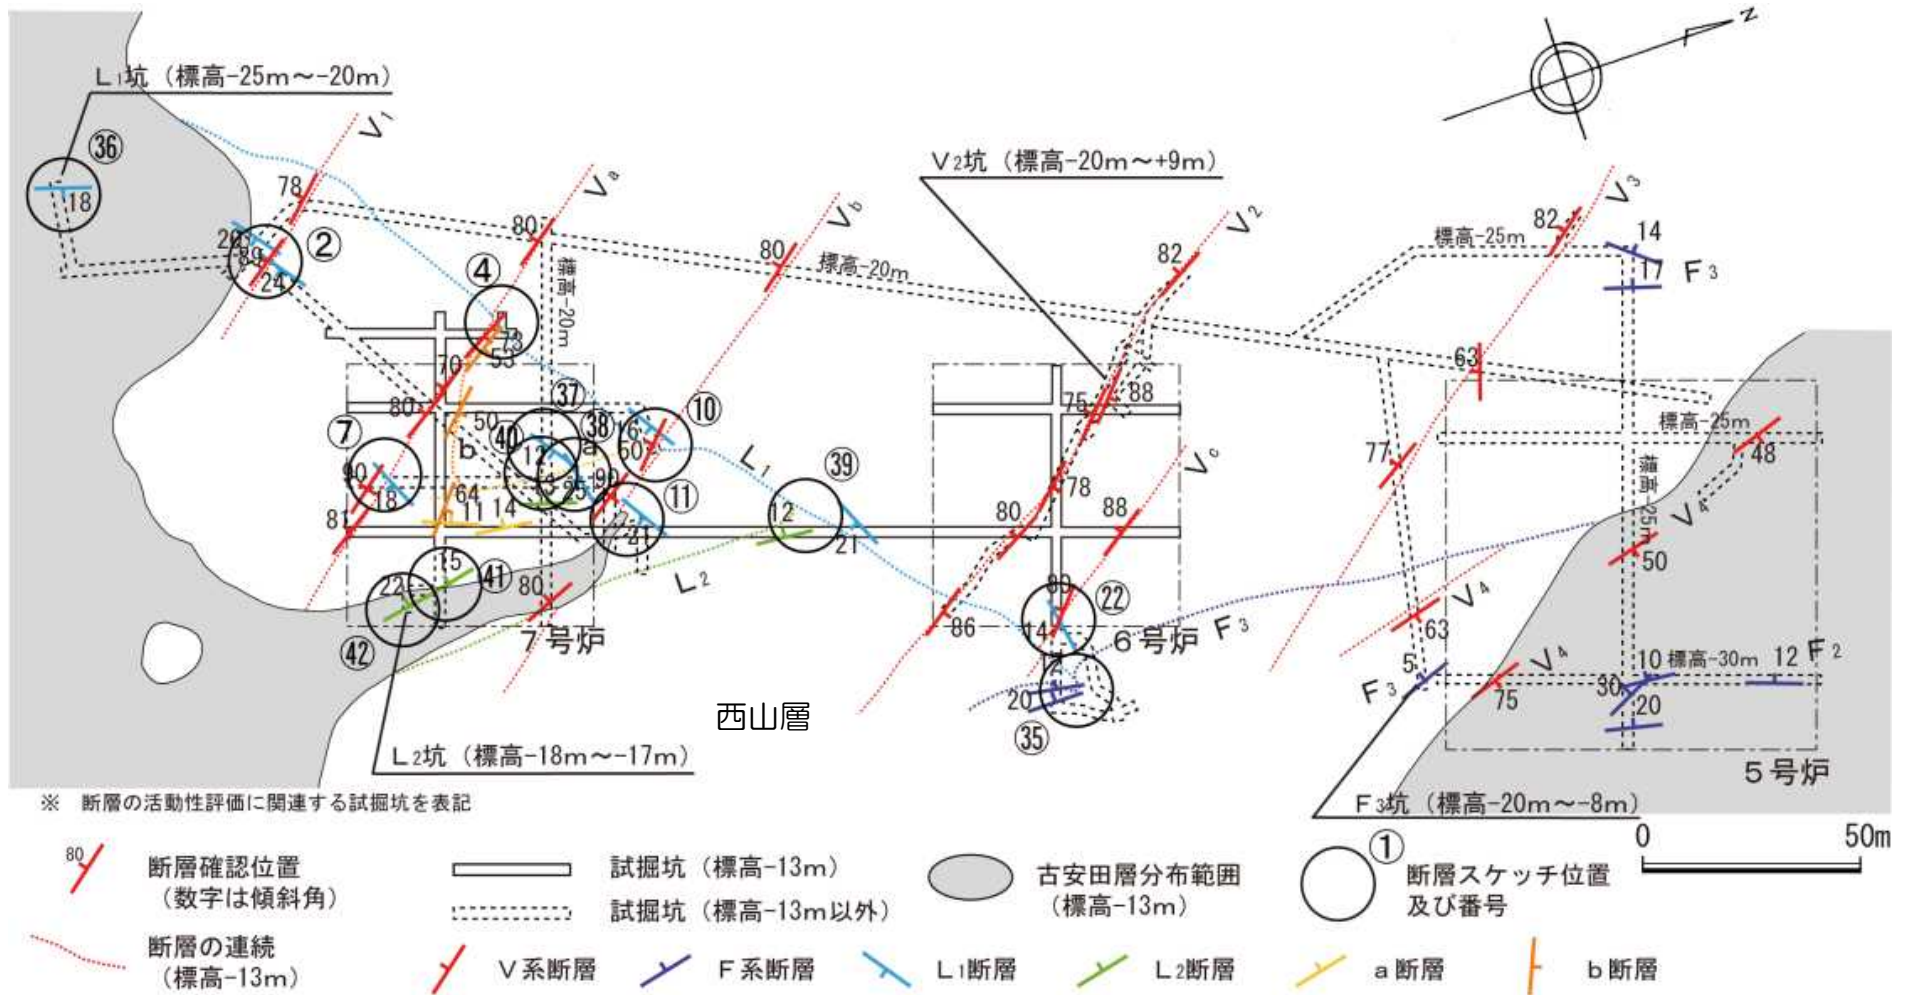 L1坑（標高-25m～-20m）
㊱
18
V1
78
Va
80
Vb
80
標高-20m
標高-20m
V2坑（標高-20m～+9m）
V2
82
N
V3
82
標高-25m
14
17
F3
②
89
24
④
73
53
70
80
50
b
㊲
㊳
㊵
12
a
⑩
16
60
⑦
90
18
81
64
11
14
25
90
⑪
21
L1
㊴
12
21
L2
㊶
15
22
㊷
80
7号炉
75
88
78
80
88
Vc
86
㉒
14
6号炉
20
㉟
F3
西山層
63
77
標高-25m
48
標高-25m
V4
50
V4
63
5
F3
V4
75
10
標高-30m
12
F2
30
20
5号炉
L2坑（標高-18m～-17m）
F3坑（標高-20m～-8m）
※ 断層の活動性評価に関連する試掘坑を表記
0
50m
80
断層確認位置
（数字は傾斜角）
試掘坑（標高-13m）
試掘坑（標高-13m以外）
古安田層分布範囲
（標高-13m）
①
断層スケッチ位置
及び番号
断層の連続
（標高-13m）
V系断層
F系断層
L1断層
L2断層
a断層
b断層